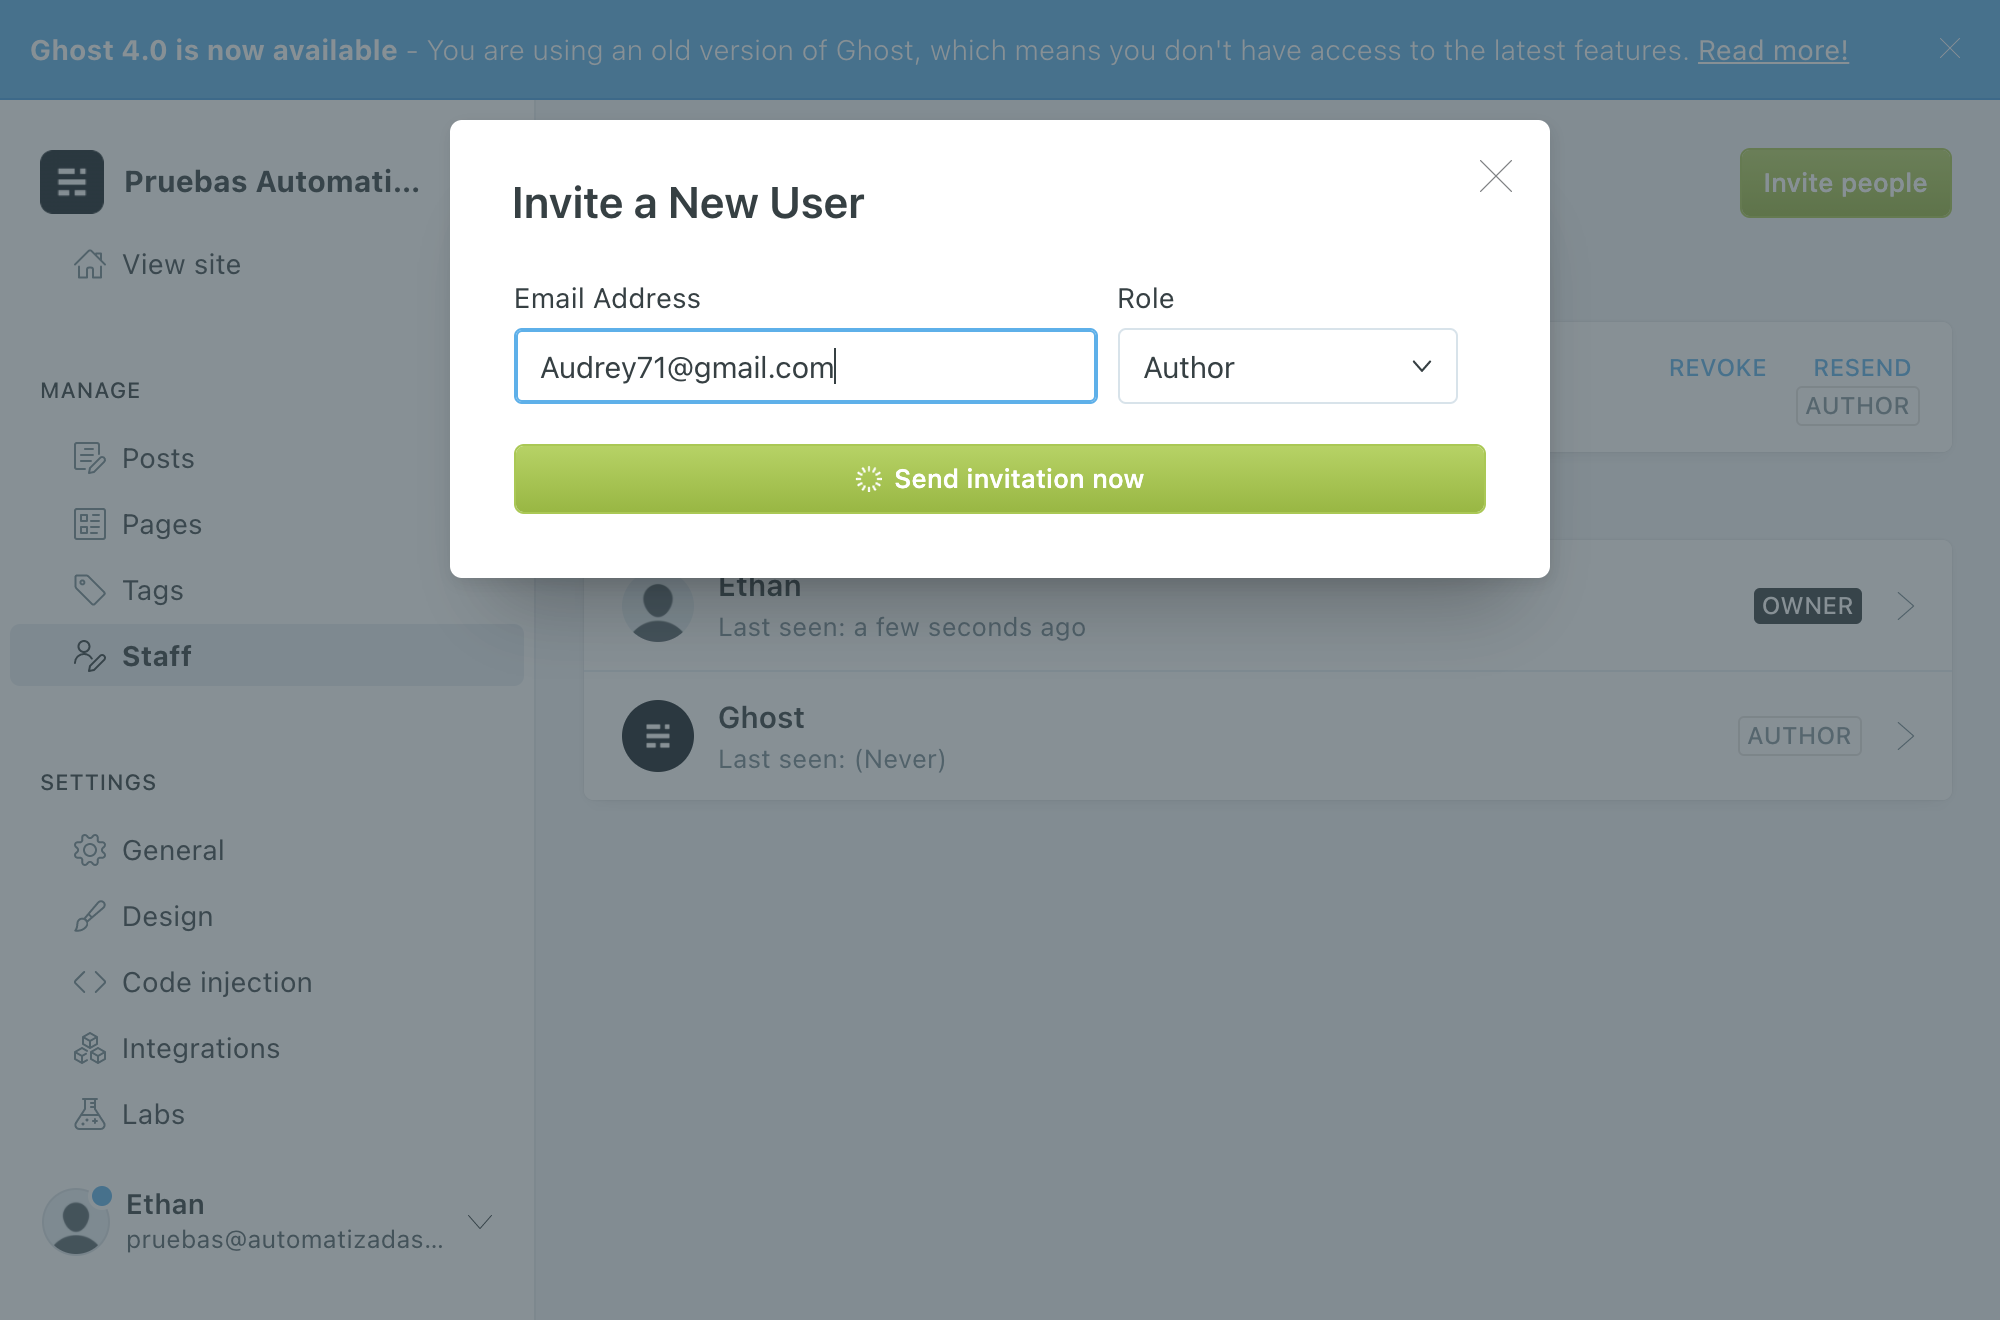 Ghost 4.0 is now available - You are using an old version of Ghost, which means you don't have access to the latest features. Read more!
Pruebas Automati...
View site
MANAGE
Posts
Pages
Tags
Staff
SETTINGS
General
Design
Code injection
Integrations
Labs
Ethan
pruebas@automatizadas...
Invite people
Invite a New User
Email Address
Role
Audrey71@gmail.com
Author
Send invitation now
REVOKE
RESEND
AUTHOR
Ethan
Last seen: a few seconds ago
OWNER
Ghost
Last seen: (Never)
AUTHOR